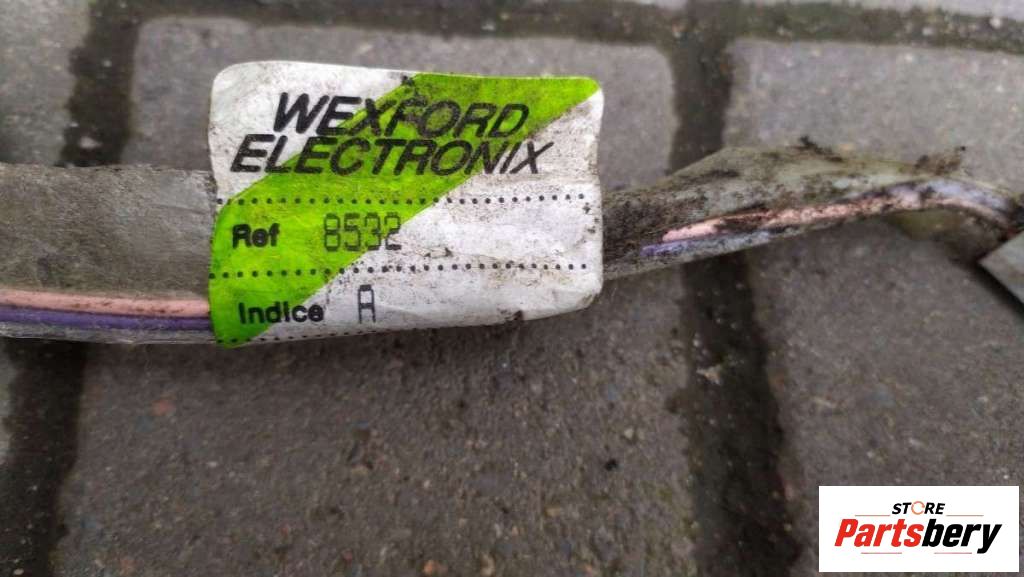 WEXFORD
ELECTRONIX
Ref 8532
Indice A
STORE
Partsbery